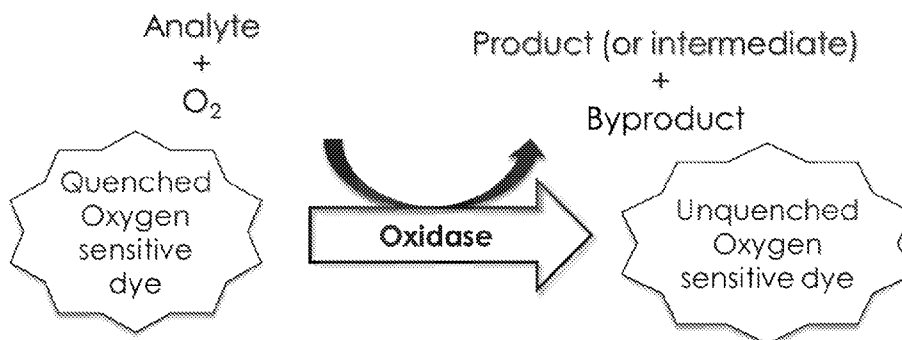 Analyte
+
O₂
Product (or intermediate)
+
Byproduct
Quenched
Oxygen
sensitive
dye
Oxidase
Unquenched
Oxygen
sensitive dye